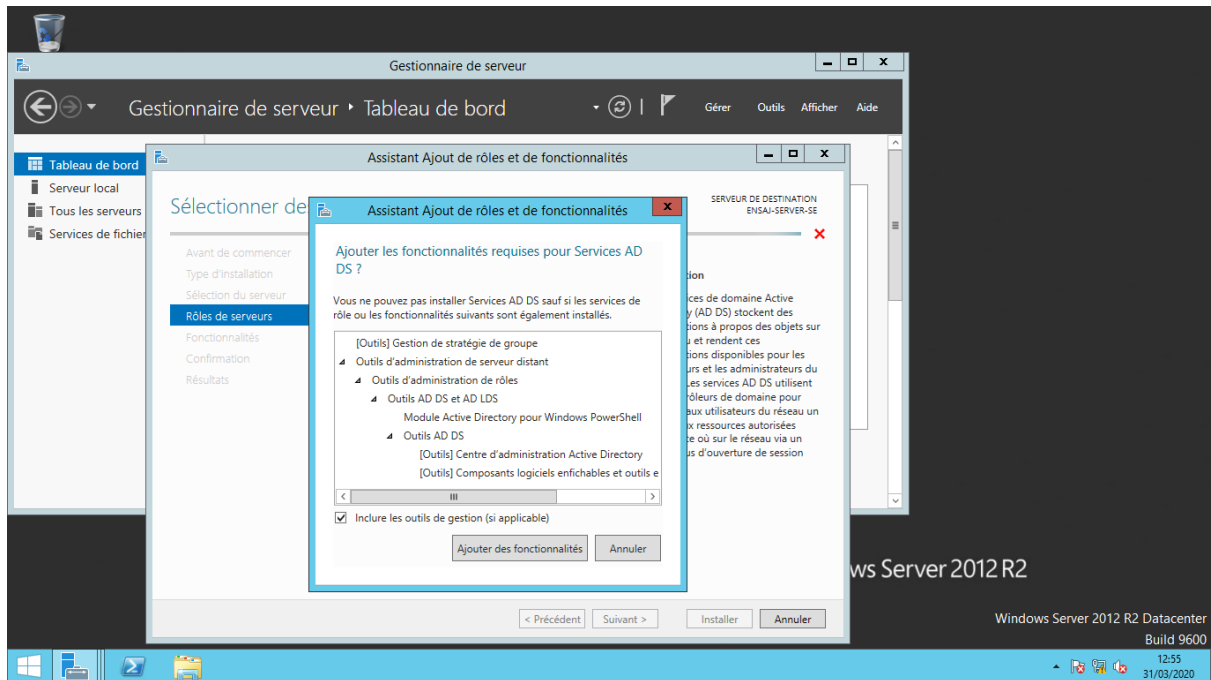 Gestionnaire de serveur
Gestionnaire de serveur • Tableau de bord
Gérer Outils Afficher Aide
Tableau de bord
Serveur local
Tous les serveurs
Services de fichier
Assistant Ajout de rôles et de fonctionnalités
Sélectionner de
SERVEUR DE DESTINATION
ENSAJ-SERVER-SE
Avant de commencer
Type d'installation
Sélection du serveur
Rôles de serveurs
Fonctionnalités
Confirmation
Résultats
Assistant Ajout de rôles et de fonctionnalités
Ajouter les fonctionnalités requises pour Services AD
DS ?
Vous ne pouvez pas installer Services AD DS sauf si les services de
rôle ou les fonctionnalités suivants sont également installés.
[Outils] Gestion de stratégie de groupe
Outils d'administration de serveur distant
Outils d'administration de rôles
Outils AD DS et AD LDS
Module Active Directory pour Windows PowerShell
Outils AD DS
[Outils] Centre d'administration Active Directory
[Outils] Composants logiciels enfichables et outils e
Inclure les outils de gestion (si applicable)
Ajouter des fonctionnalités Annuler
ion
ces de domaine Active
y (AD DS) stockent des
tions à propos des objets sur
u et rendent ces
tions disponibles pour les
urs et les administrateurs du
Les services AD DS utilisent
rôleurs de domaine pour
aux utilisateurs du réseau un
x ressources autorisées
te où sur le réseau via un
us d'ouverture de session
< Précédent Suivant > Installer Annuler
ws Server 2012 R2
Windows Server 2012 R2 Datacenter
Build 9600
12:55
31/03/2020